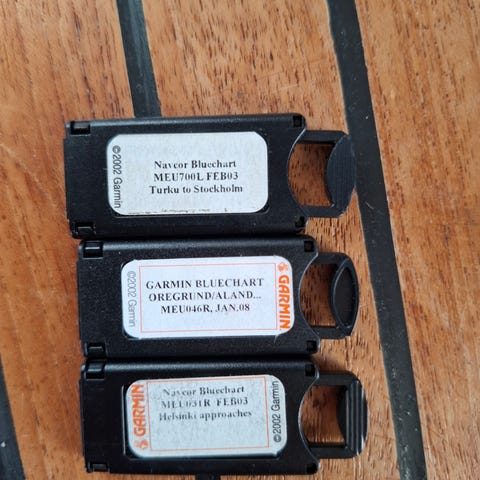 ©2002 Garmin
Navcor Bluechart
MEU700L FEB03
Turku to Stockholm
©2002 Garmin
GARMIN BLUECHART
OREGRUND/ALAND...
MEU046R, JAN.08
GARMIN
GARMIN
Navcor Bluechart
MEU031R FEB03
Helsinki approaches
©2002 Garmin